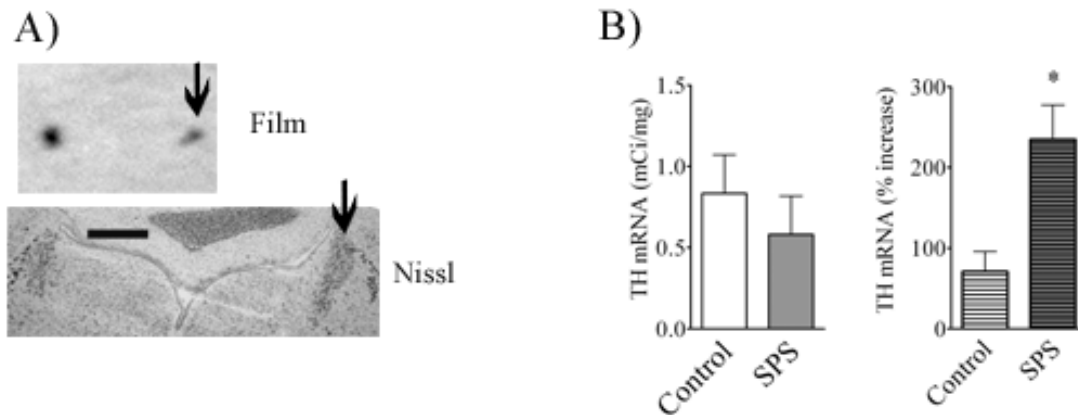 A)
Film
Nissl
B)
TH mRNA (mCi/mg)
1.5
1.0
0.5
0.0
Control
SPS
TH mRNA (% increase)
300
200
100
0
*
Control
SPS